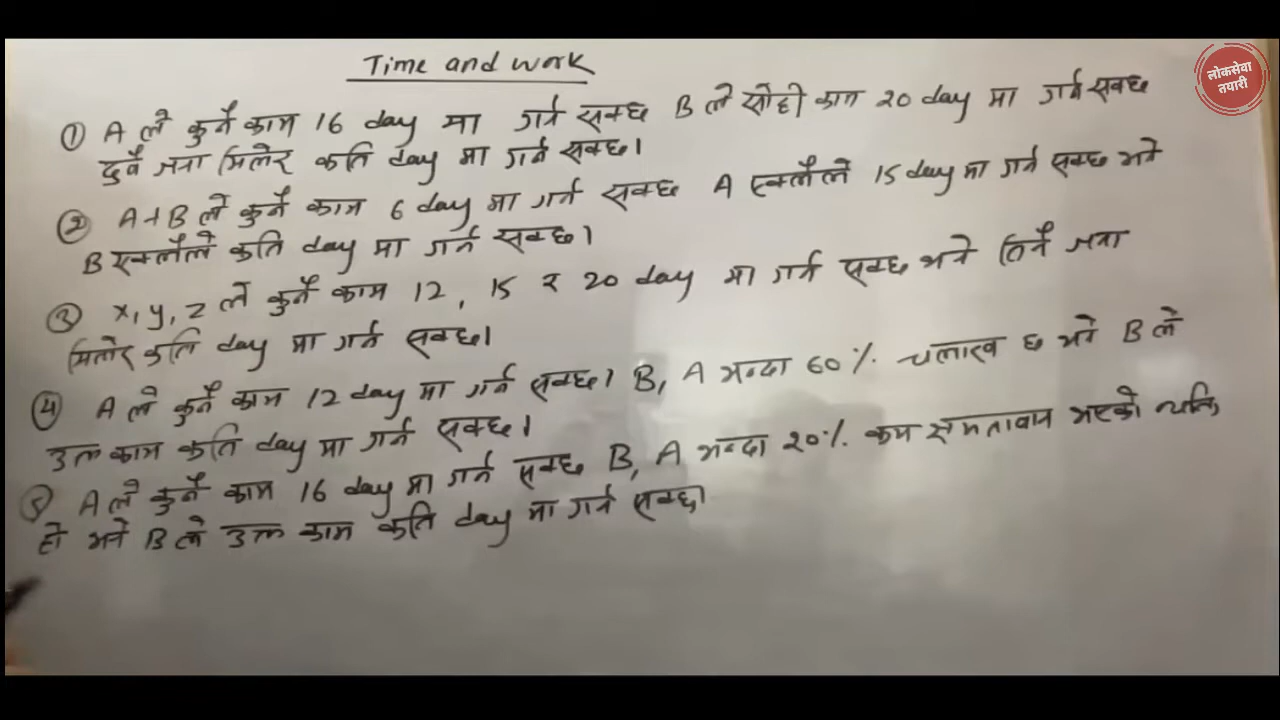 Time and work
लोकसेवा
तयारी
① A ले कुनै काम 16 day मा गर्न सक्छ B ले सोही काम 20 day मा गर्न सक्छ
दुवै जना मिलेर कति day मा गर्न सक्छ।
② A+B ले कुनै काम 6 day मा गर्न सक्छ A एक्लैले 15 day मा गर्न सक्छ भने
B एक्लैले कति day मा गर्न सक्छ।
③ x, y, z ले कुनै काम 12, 15 र 20 day मा गर्न सक्छ भने तिनै जना
मिलेर कति day मा गर्न सक्छ।
④ A ले कुनै काम 12 day मा गर्न सक्छ। B, A भन्दा 60% चलाख छ भने B ले
उक्त काम कति day मा गर्न सक्छ।
⑤ A ले कुनै काम 16 day मा गर्न सक्छ B, A भन्दा 20% कम क्षमतावान भएको व्यक्ति
हो भने B ले उक्त काम कति day मा गर्न सक्छ।